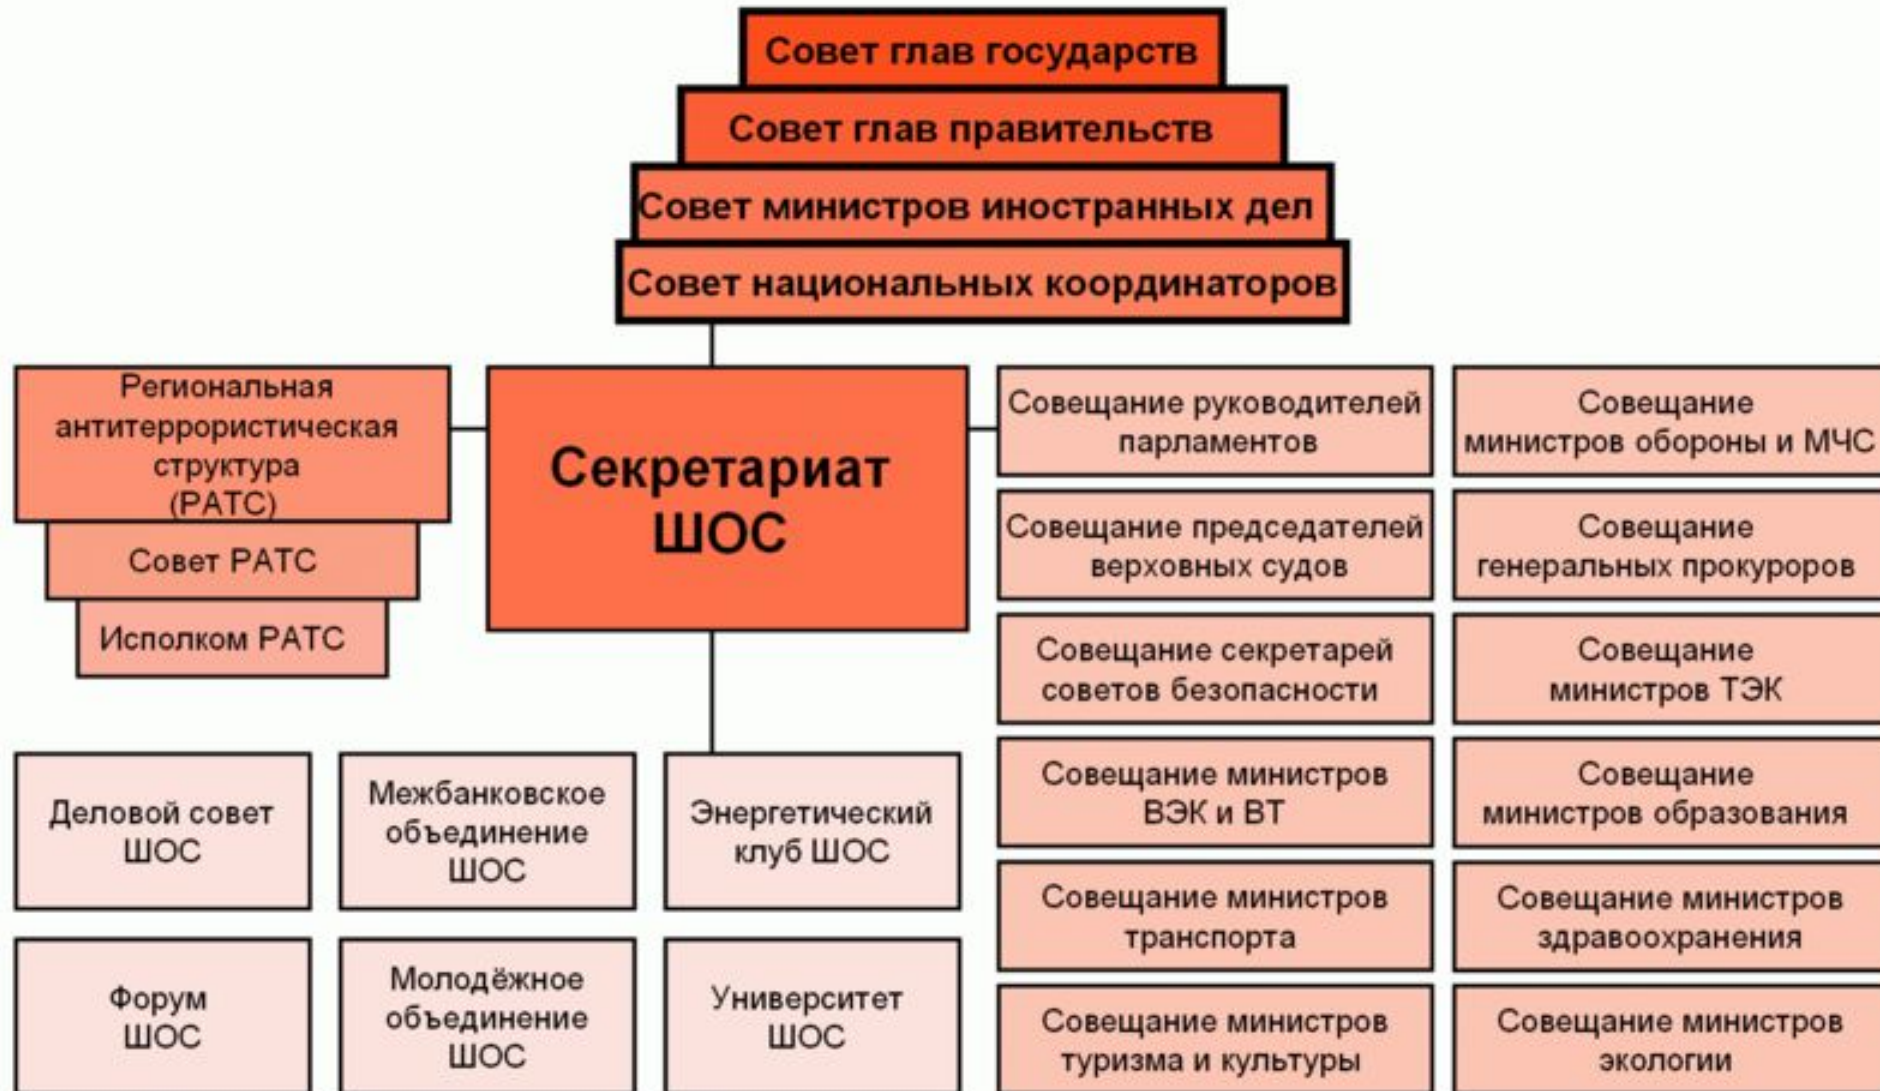 Совет глав государств
Совет глав правительств
Совет министров иностранных дел
Совет национальных координаторов
Региональная
антитеррористическая
структура
(РАТС)
Совет РАТС
Исполком РАТС
Секретариат
ШОС
Совещание руководителей
парламентов
Совещание
министров обороны и МЧС
Совещание председателей
верховных судов
Совещание
генеральных прокуроров
Совещание секретарей
советов безопасности
Совещание
министров ТЭК
Совещание министров
ВЭК и ВТ
Совещание
министров образования
Совещание министров
транспорта
Совещание министров
здравоохранения
Совещание министров
туризма и культуры
Совещание министров
экологии
Деловой совет
ШОС
Межбанковское
объединение
ШОС
Энергетический
клуб ШОС
Форум
ШОС
Молодёжное
объединение
ШОС
Университет
ШОС